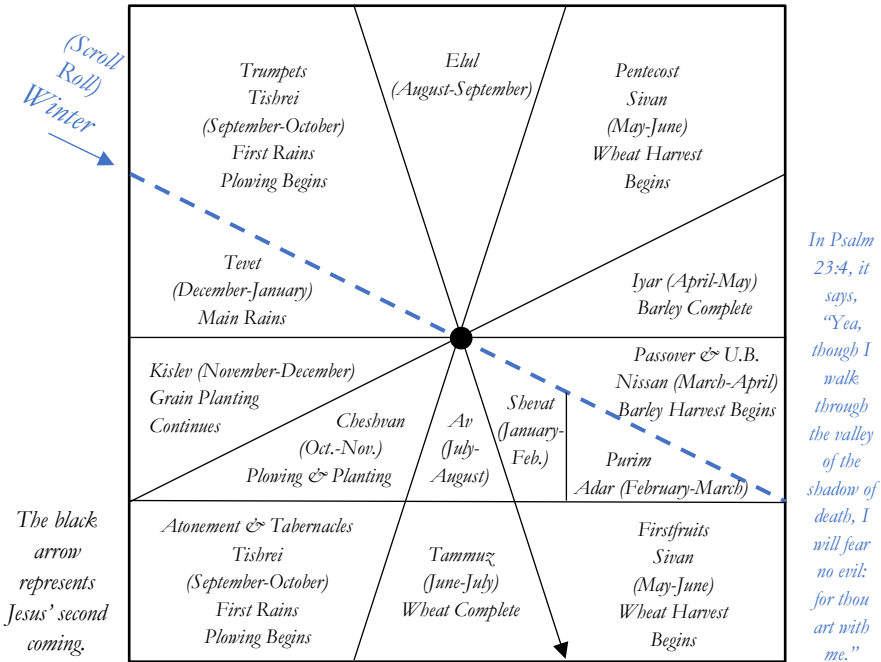 (Scroll
Roll)
Winter
Trumpets
Tishrei
(September-October)
First Rains
Plowing Begins
Elul
(August-September)
Pentecost
Sivan
(May-June)
Wheat Harvest
Begins
Tevet
(December-January)
Main Rains
Iyar (April-May)
Barley Complete
Kislev (November-December)
Grain Planting
Continues
Cheshvan
(Oct.-Nov.)
Plowing & Planting
Av
(July-
August)
Shevat
(January-
Feb.)
Passover & U.B.
Nissan (March-April)
Barley Harvest Begins
Purim
Adar (February-March)
Atonement & Tabernacles
Tishrei
(September-October)
First Rains
Plowing Begins
Tammuz
(June-July)
Wheat Complete
Firstfruits
Sivan
(May-June)
Wheat Harvest
Begins
The black
arrow
represents
Jesus’ second
coming.
In Psalm
23:4, it
says,
“Yea,
though I
walk
through
the valley
of the
shadow of
death, I
will fear
no evil:
for thou
art with
me.”